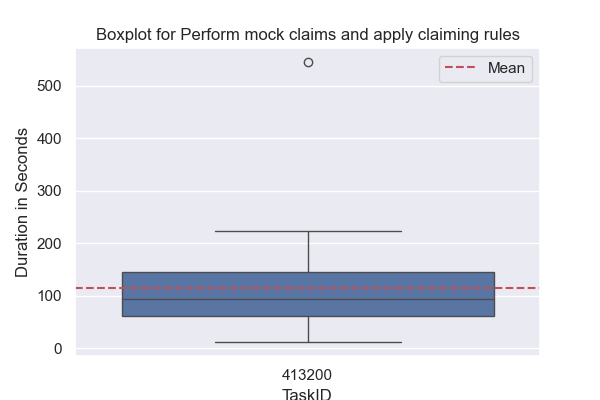 Boxplot for Perform mock claims and apply claiming rules
Mean
Duration in Seconds
500
400
300
200
100
0
413200
TaskID